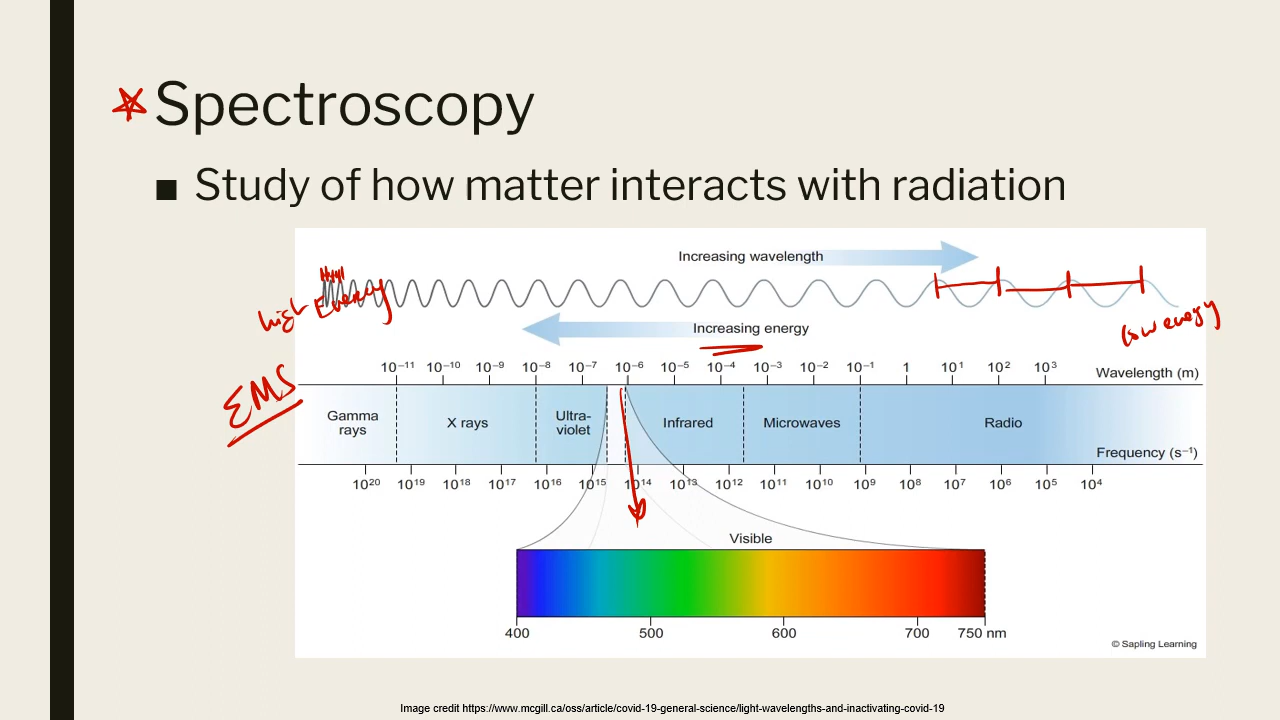 Spectroscopy
■ Study of how matter interacts with radiation
Increasing wavelength
high Energy
Increasing energy
low energy
EMS
10⁻¹¹ 10⁻¹⁰ 10⁻⁹ 10⁻⁸ 10⁻⁷ 10⁻⁶ 10⁻⁵ 10⁻⁴ 10⁻³ 10⁻² 10⁻¹ 1 10¹ 10² 10³ Wavelength (m)
Gamma rays X rays Ultra-violet Infrared Microwaves Radio
Frequency (s⁻¹)
10²⁰ 10¹⁹ 10¹⁸ 10¹⁷ 10¹⁶ 10¹⁵ 10¹⁴ 10¹³ 10¹² 10¹¹ 10¹⁰ 10⁹ 10⁸ 10⁷ 10⁶ 10⁵ 10⁴
Visible
400 500 600 700 750 nm
© Sapling Learning
Image credit https://www.mcgill.ca/oss/article/covid-19-general-science/light-wavelengths-and-inactivating-covid-19